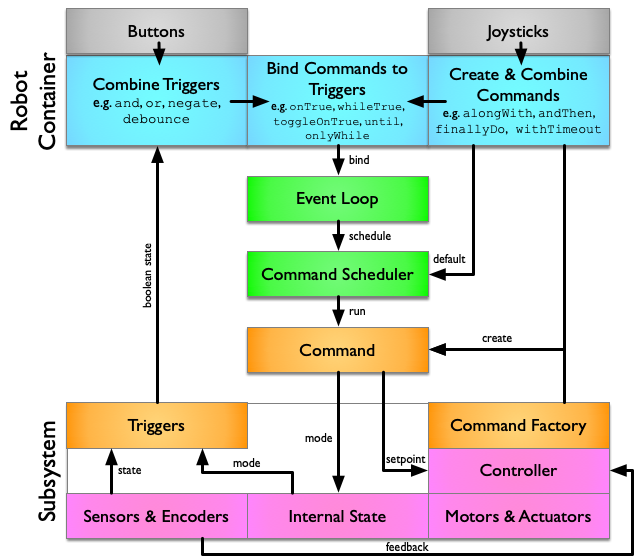 Buttons
Joysticks
Robot
Container
Combine Triggers
e.g. and, or, negate,
debounce
Bind Commands to
Triggers
e.g. onTrue, whileTrue,
toggleOnTrue, until,
onlyWhile
Create & Combine
Commands
e.g. alongWith, andThen,
finallyDo, withTimeout
bind
Event Loop
schedule
default
Command Scheduler
boolean state
run
create
Command
Subsystem
Triggers
mode
Command Factory
setpoint
Controller
state
mode
Sensors & Encoders
Internal State
Motors & Actuators
feedback